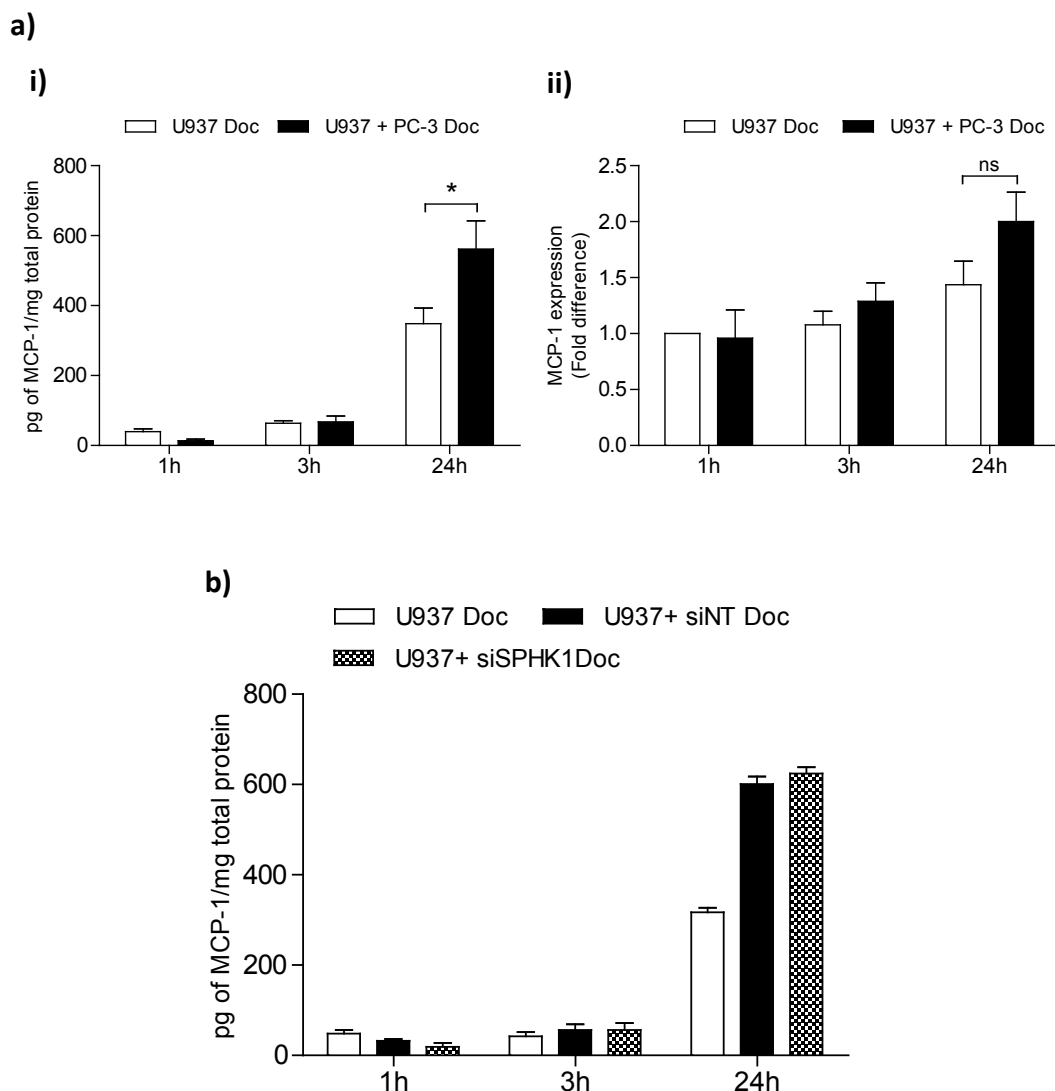 a)
i)
U937 Doc U937 + PC-3 Doc
pg of MCP-1/mg total protein
800
600
400
200
0
*
1h 3h 24h
ii)
U937 Doc U937 + PC-3 Doc
MCP-1 expression
(Fold difference)
2.5
2.0
1.5
1.0
0.5
0.0
ns
1h 3h 24h
b)
U937 Doc U937+ siNT Doc
U937+ siSPHK1Doc
pg of MCP-1/mg total protein
800
600
400
200
0
1h 3h 24h